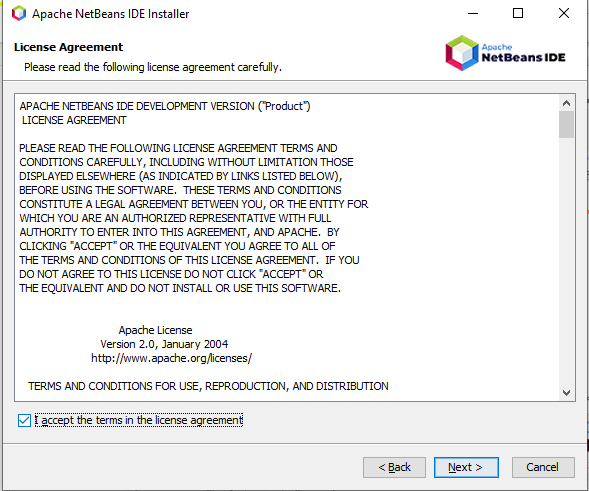 Apache NetBeans IDE Installer
License Agreement
Please read the following license agreement carefully.
Apache
NetBeans IDE
APACHE NETBEANS IDE DEVELOPMENT VERSION ("Product")
LICENSE AGREEMENT
PLEASE READ THE FOLLOWING LICENSE AGREEMENT TERMS AND
CONDITIONS CAREFULLY, INCLUDING WITHOUT LIMITATION THOSE
DISPLAYED ELSEWHERE (AS INDICATED BY LINKS LISTED BELOW),
BEFORE USING THE SOFTWARE.  THESE TERMS AND CONDITIONS
CONSTITUTE A LEGAL AGREEMENT BETWEEN YOU, OR THE ENTITY FOR
WHICH YOU ARE AN AUTHORIZED REPRESENTATIVE WITH FULL
AUTHORITY TO ENTER INTO THIS AGREEMENT, AND APACHE.  BY
CLICKING "ACCEPT" OR THE EQUIVALENT YOU AGREE TO ALL OF
THE TERMS AND CONDITIONS OF THIS LICENSE AGREEMENT.  IF YOU
DO NOT AGREE TO THIS LICENSE DO NOT CLICK "ACCEPT" OR
THE EQUIVALENT AND DO NOT INSTALL OR USE THIS SOFTWARE.
Apache License
Version 2.0, January 2004
http://www.apache.org/licenses/
TERMS AND CONDITIONS FOR USE, REPRODUCTION, AND DISTRIBUTION
I accept the terms in the license agreement
< Back
Next >
Cancel